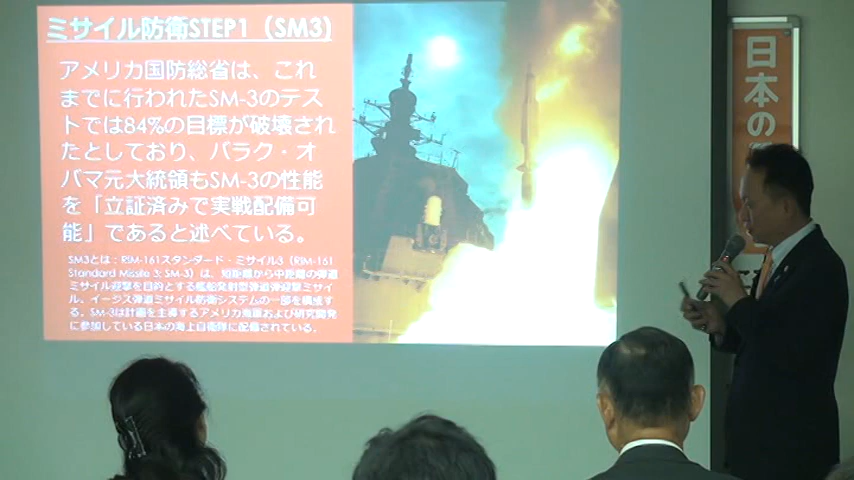 ミサイル防衛STEP1（SM3）
アメリカ国防総省は、これ
までに行われたSM-3のテス
トでは84%の目標が破壊され
たとしており、バラク・オ
バマ元大統領もSM-3の性能
を「立証済みで実戦配備可
能」であると述べている。
SM3とは：RIM-161スタンダード・ミサイル3（RIM-161
Standard Missile 3; SM-3）は、短距離から中距離の弾道
ミサイル迎撃を目的とする艦船発射型弾道弾迎撃ミサイ
ル。イージス弾道ミサイル防衛システムの一部を構成す
る。SM-3は計画を主導するアメリカ海軍および研究開発
に参加している日本の海上自衛隊に配備されている。
日本の